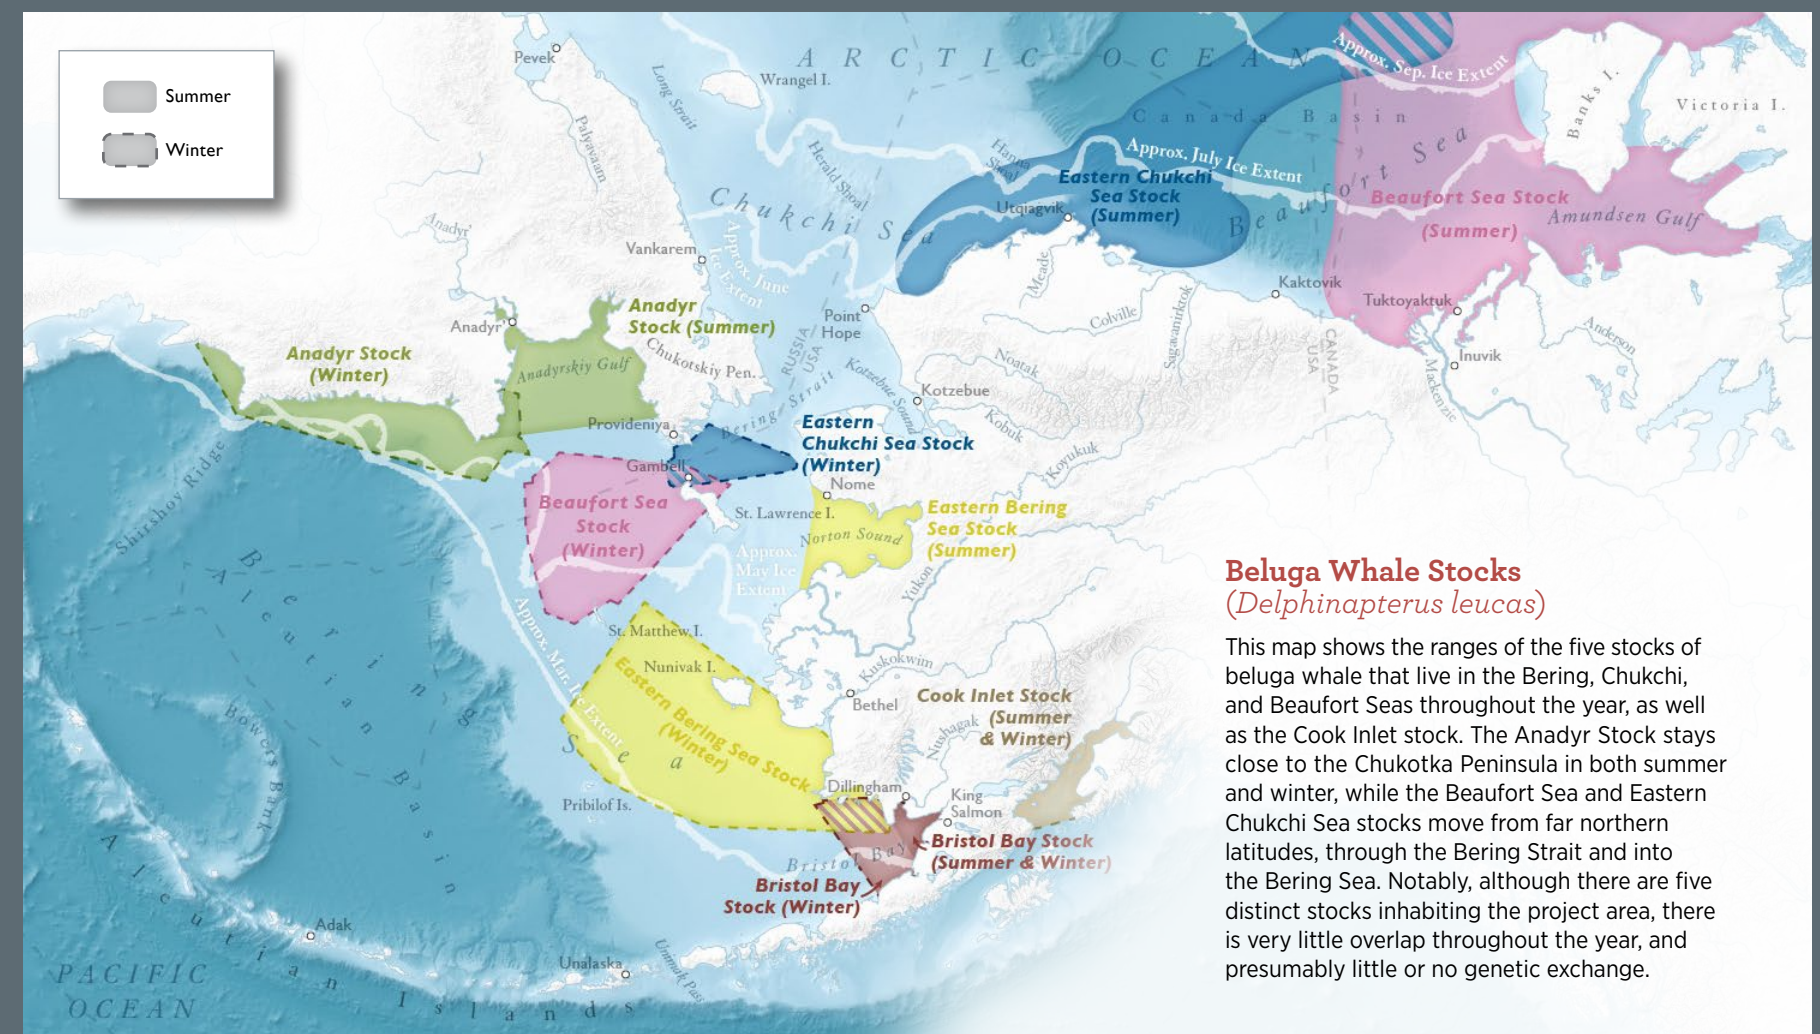 Summer
Winter
Pevek
Long Strait
Wrangel I.
ARCTIC OCEAN
Approx. Sep. Ice Extent
Banks I.
Victoria I.
Palyavaam
Herald Shoal
Hanna
Shoal
Canada Basin
Approx. July Ice Extent
Beaufort Sea
Eastern Chukchi
Sea Stock
(Summer)
Beaufort Sea Stock
(Summer)
Amundsen Gulf
Chukchi Sea
Utqiagvik
Anadyr'
Vankarem
Approx. June
Ice Extent
Meade
Kaktovik
Tuktoyaktuk
Anadyr
Stock (Summer)
Anadyr'
Point
Hope
Colville
Sagavanirktok
Anderson
RUSSIA
USA
CANADA
USA
Inuvik
Mackenzie
Anadyr Stock
(Winter)
Anadyrskiy Gulf
Chukotskiy Pen.
Kotzebue Sound
Noatak
Kotzebue
Kobuk
Koyukuk
Bering Strait
Provideniya
Eastern
Chukchi Sea Stock
(Winter)
Gambell
Nome
Shirshov Ridge
Beaufort Sea
Stock
(Winter)
St. Lawrence I.
Norton Sound
Eastern Bering
Sea Stock
(Summer)
Approx.
May Ice
Extent
Yukon
Bering Sea
Aleutian Basin
Approx. Mar. Ice Extent
St. Matthew I.
Nunivak I.
Kuskokwim
Bethel
Eastern Bering Sea Stock
(Winter)
Cook Inlet Stock
(Summer
& Winter)
Nushagak
Bowers Bank
Pribilof Is.
Dillingham
King
Salmon
Bristol Bay
Bristol Bay Stock
(Summer & Winter)
Bristol Bay
Stock (Winter)
Adak
Unalaska
Unimak Pass
Aleutian Islands
PACIFIC
OCEAN
Beluga Whale Stocks
(Delphinapterus leucas)
This map shows the ranges of the five stocks of
beluga whale that live in the Bering, Chukchi,
and Beaufort Seas throughout the year, as well
as the Cook Inlet stock. The Anadyr Stock stays
close to the Chukotka Peninsula in both summer
and winter, while the Beaufort Sea and Eastern
Chukchi Sea stocks move from far northern
latitudes, through the Bering Strait and into
the Bering Sea. Notably, although there are five
distinct stocks inhabiting the project area, there
is very little overlap throughout the year, and
presumably little or no genetic exchange.